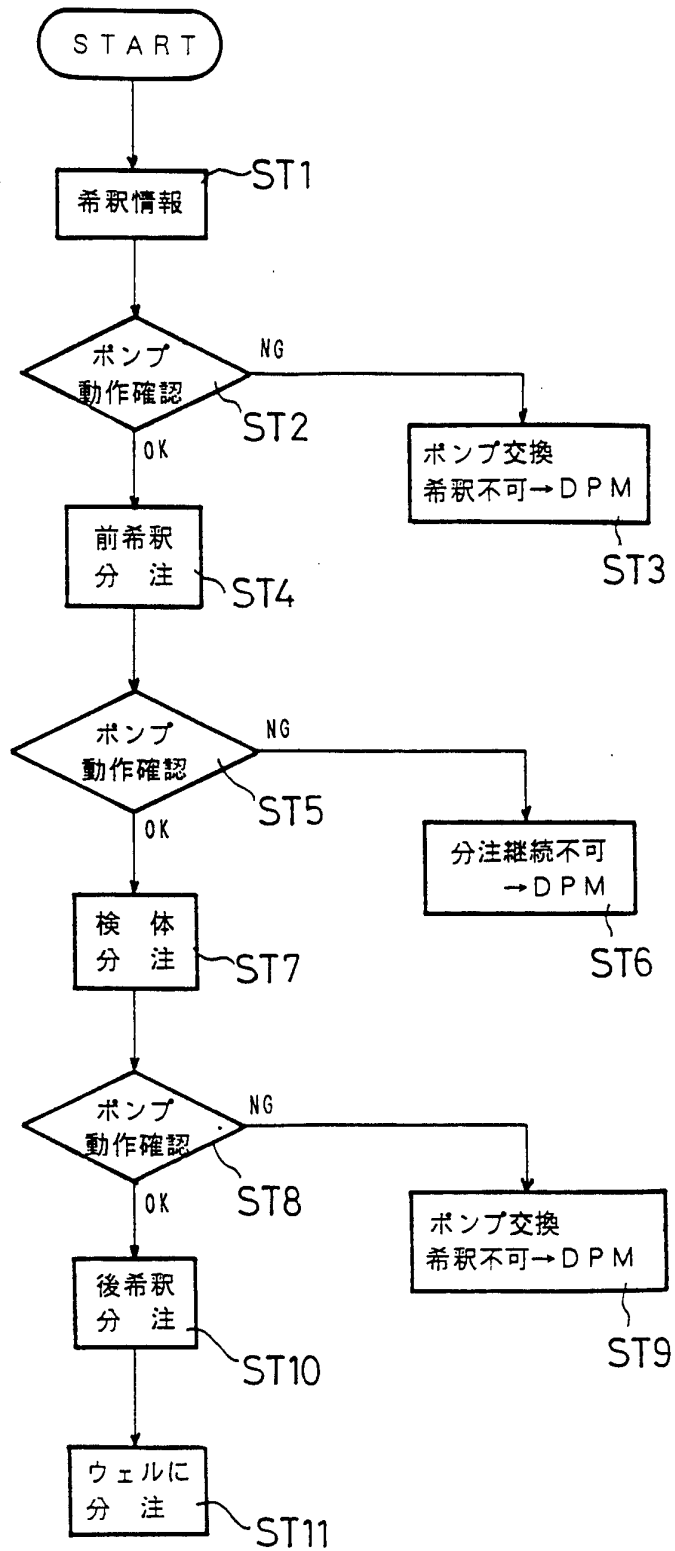 START
希釈情報
ST1
ポンプ
動作確認
NG
ST2
OK
ポンプ交換
希釈不可→DPM
ST3
前希釈
分 注
ST4
ポンプ
動作確認
NG
ST5
OK
分注継続不可
→DPM
ST6
検 体
分 注
ST7
ポンプ
動作確認
NG
ST8
OK
ポンプ交換
希釈不可→DPM
ST9
後希釈
分 注
ST10
ウェルに
分 注
ST11